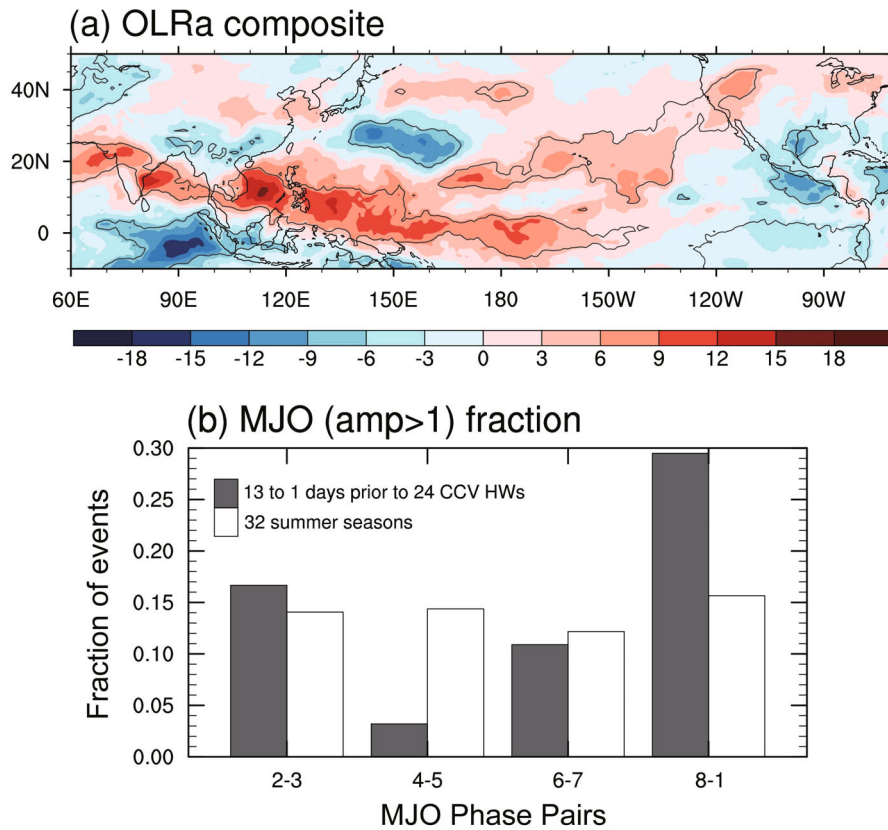 (a) OLRa composite
40N
20N
0
60E 90E 120E 150E 180 150W 120W 90W
-18 -15 -12 -9 -6 -3 0 3 6 9 12 15 18
(b) MJO (amp>1) fraction
0.30
0.25
0.20
0.15
0.10
0.05
0.00
Fraction of events
13 to 1 days prior to 24 CCV HWs
32 summer seasons
2-3 4-5 6-7 8-1
MJO Phase Pairs